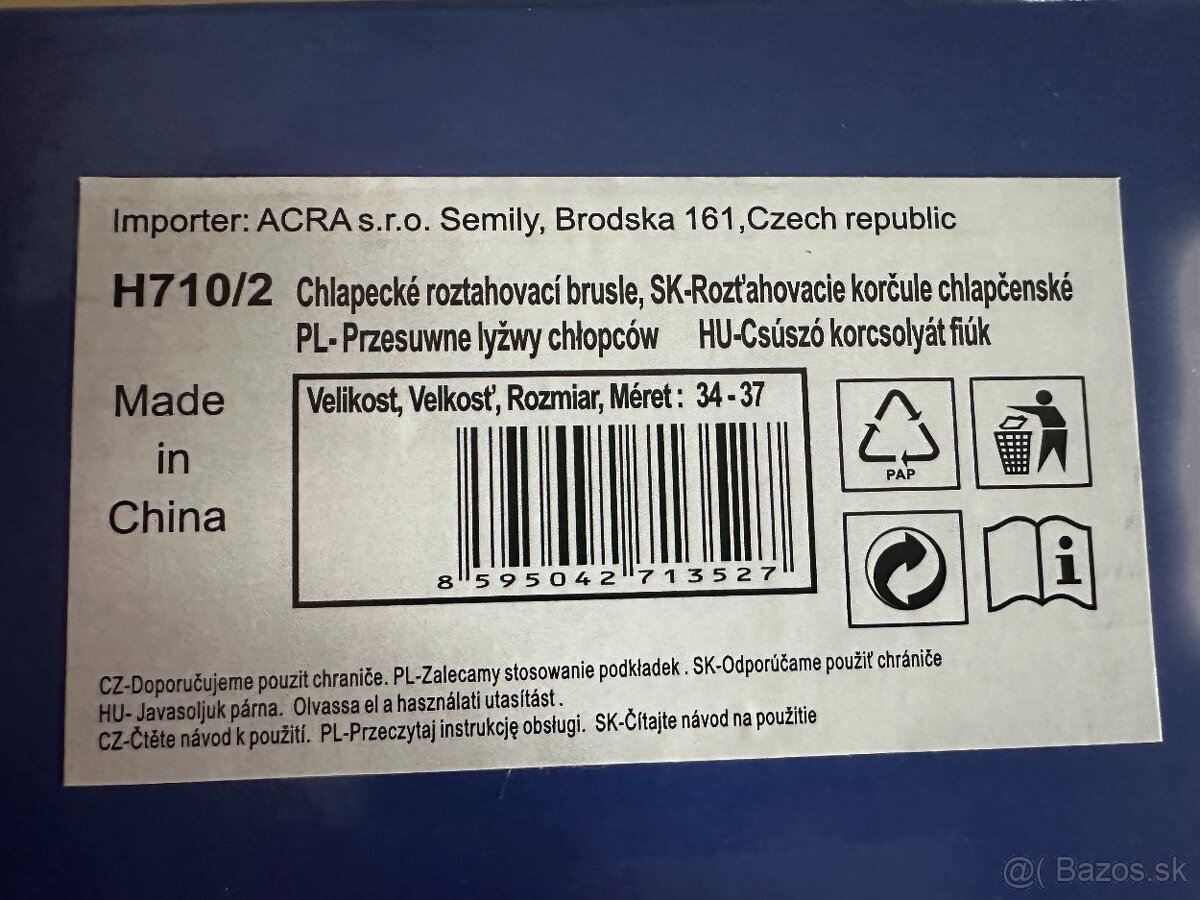 Importer: ACRA s.r.o. Semily, Brodska 161,Czech republic
H710/2 Chlapecké roztahovací brusle, SK-Rozťahovacie korčule chlapčenské
PL- Przesuwne lyžwy chłopców HU-Csúszó korcsolyát fiúk
Made
in
China
Velikost, Velkosť, Rozmiar, Méret : 34 - 37
8 595042 713527
PAP
CZ-Doporučujeme pouzit chraniče. PL-Zalecamy stosowanie podkładek . SK-Odporúčame použiť chrániče
HU- Javasoljuk párna. Olvassa el a használati utasítást .
CZ-Čtěte návod k použití. PL-Przeczytaj instrukcję obsługi. SK-Čítajte návod na použitie
@( Bazos.sk